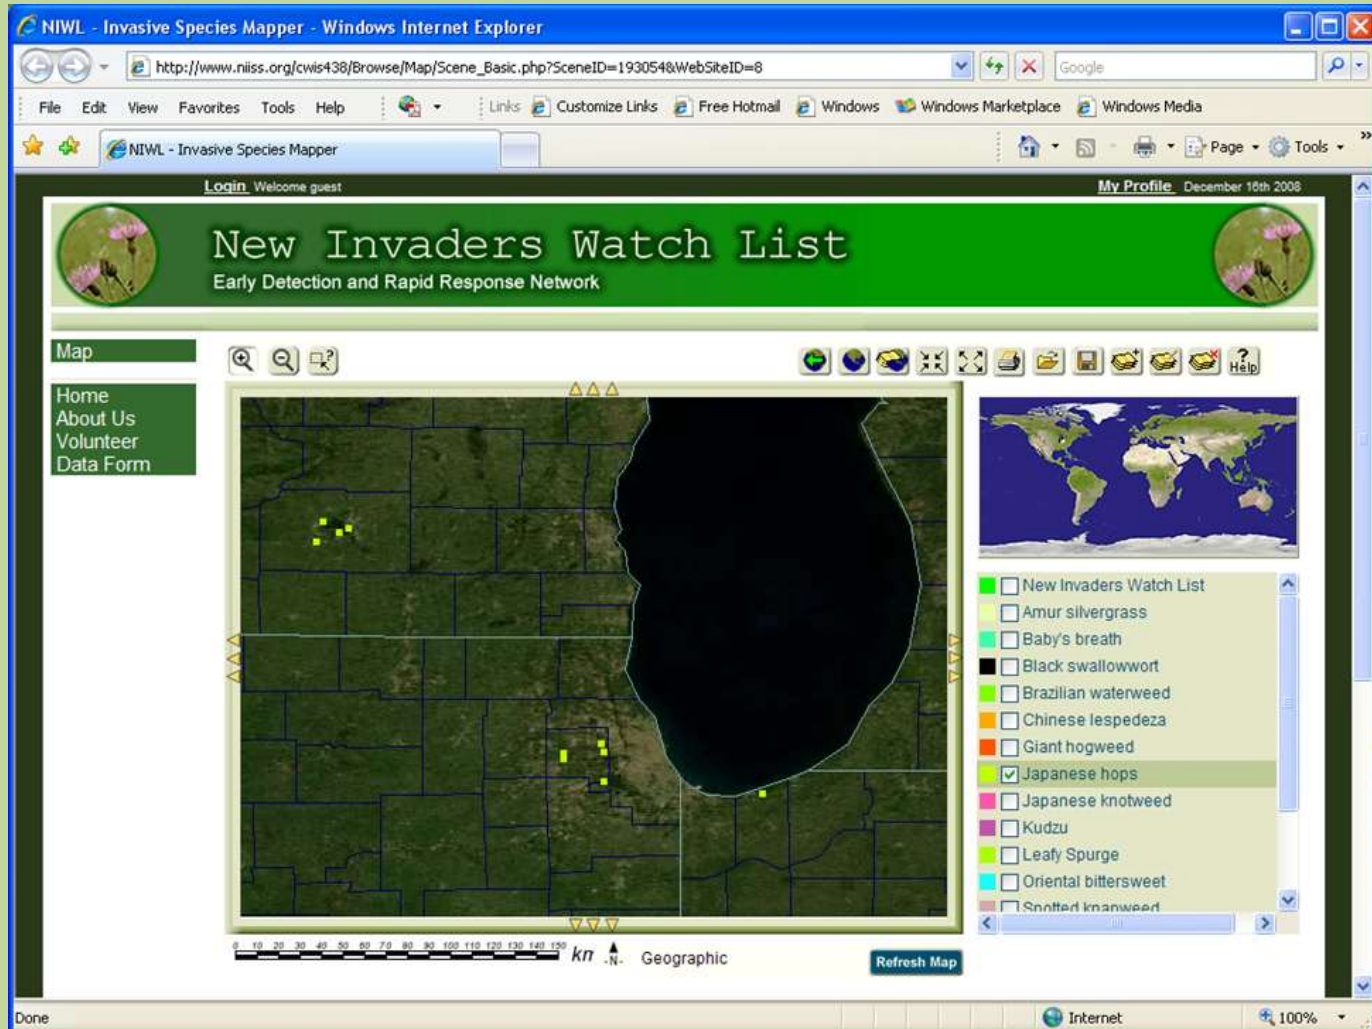 NIWL - Invasive Species Mapper - Windows Internet Explorer
http://www.niiss.org/cwis438/Browse/Map/Scene_Basic.php?SceneID=193054&WebSiteID=8
Google
File Edit View Favorites Tools Help
Links Customize Links Free Hotmail Windows Windows Marketplace Windows Media
NIWL - Invasive Species Mapper
Page Tools
Login Welcome guest
My Profile December 16th 2008
New Invaders Watch List
Early Detection and Rapid Response Network
Map
Home
About Us
Volunteer
Data Form
? Help
New Invaders Watch List
Amur silvergrass
Baby's breath
Black swallowwort
Brazilian waterweed
Chinese lespedeza
Giant hogweed
Japanese hops
Japanese knotweed
Kudzu
Leafy Spurge
Oriental bittersweet
Spotted knapweed
0 10 20 30 40 50 60 70 80 90 100 110 120 130 140 150 km
-N-
Geographic
Refresh Map
Done
Internet
100%